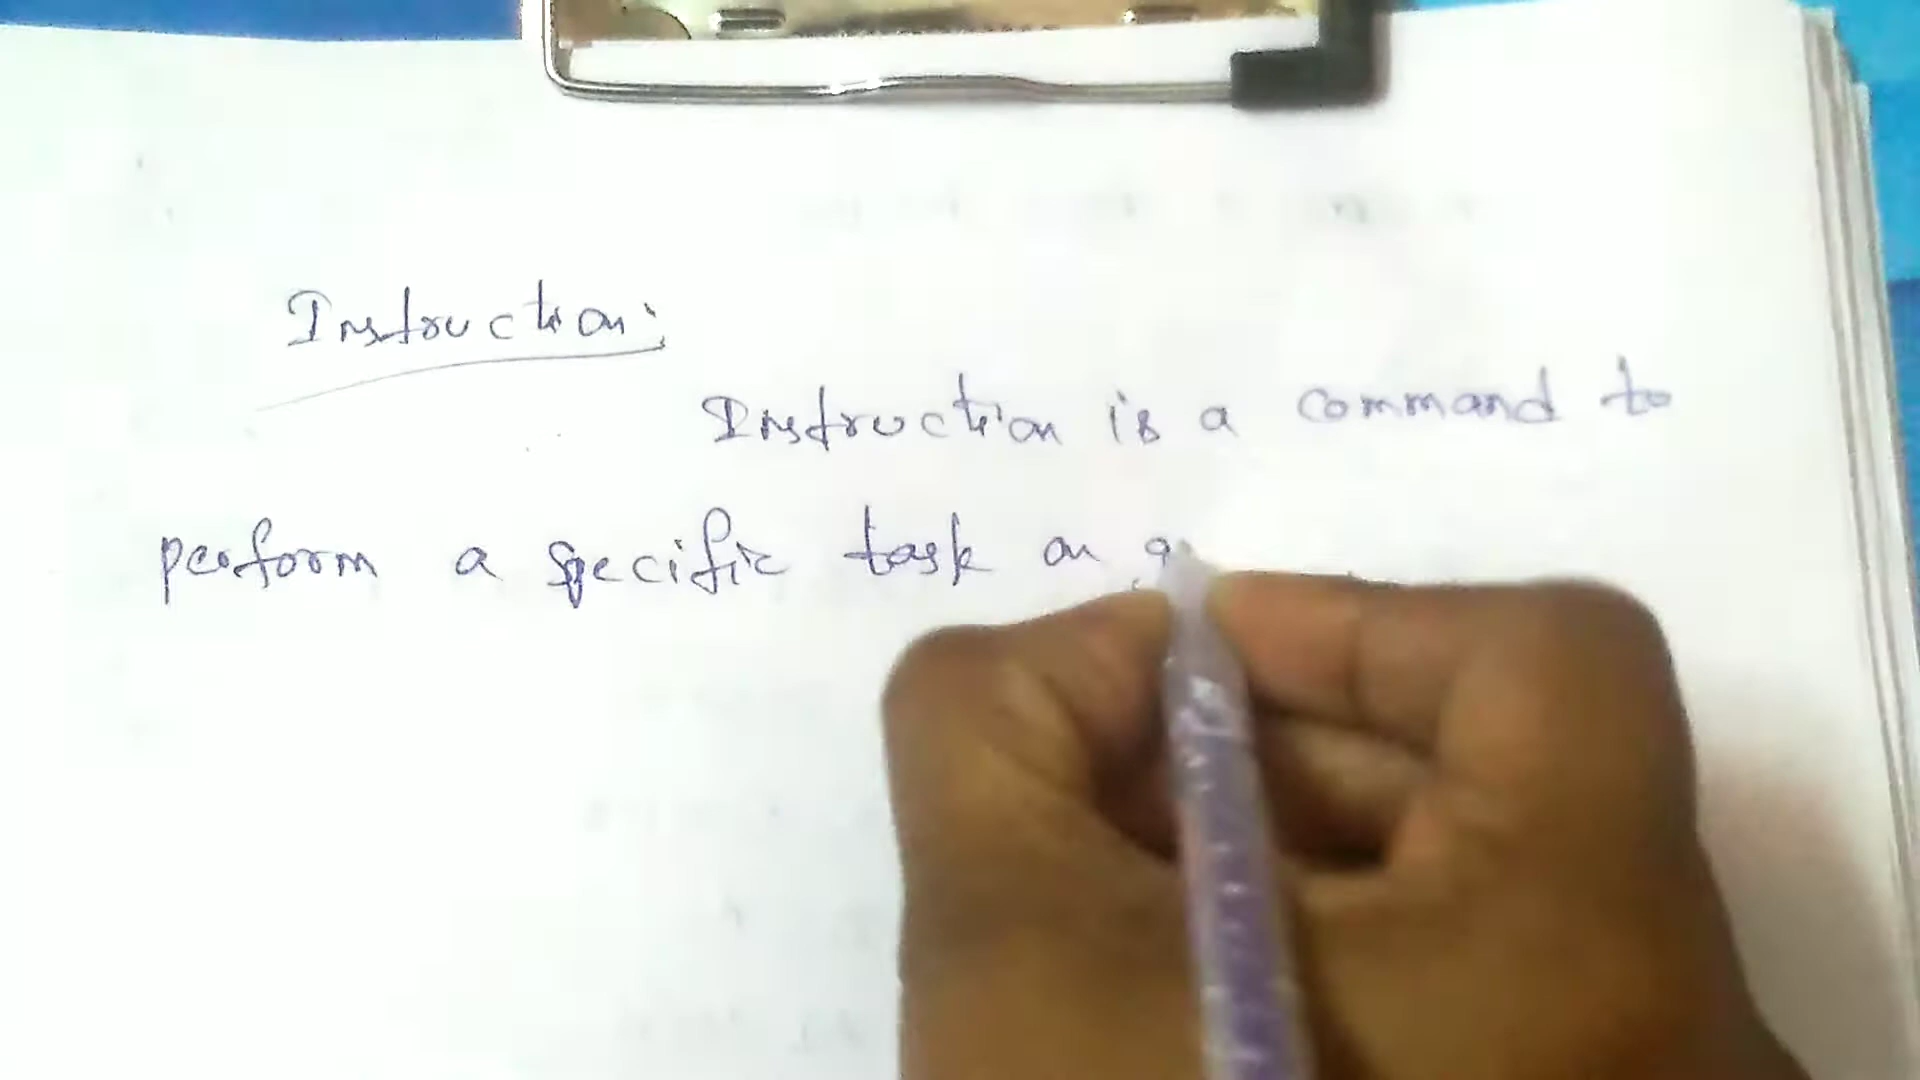 Instruction:
Instruction is a command to
perform a specific task on